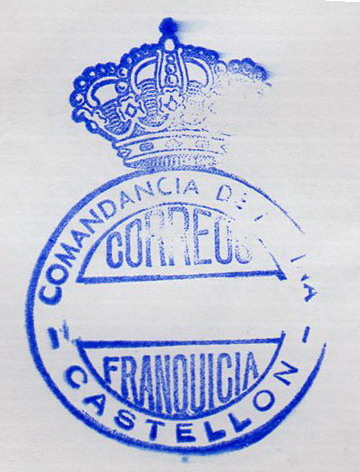 COMANDANCIA DE
CORREOS
FRANQUICIA
- CASTELLON -